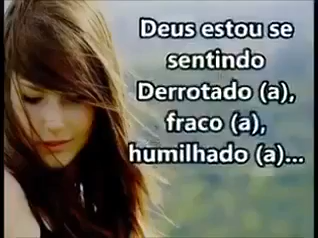 Deus estou se
sentindo
Derrotado (a),
fraco (a),
humilhado (a)...